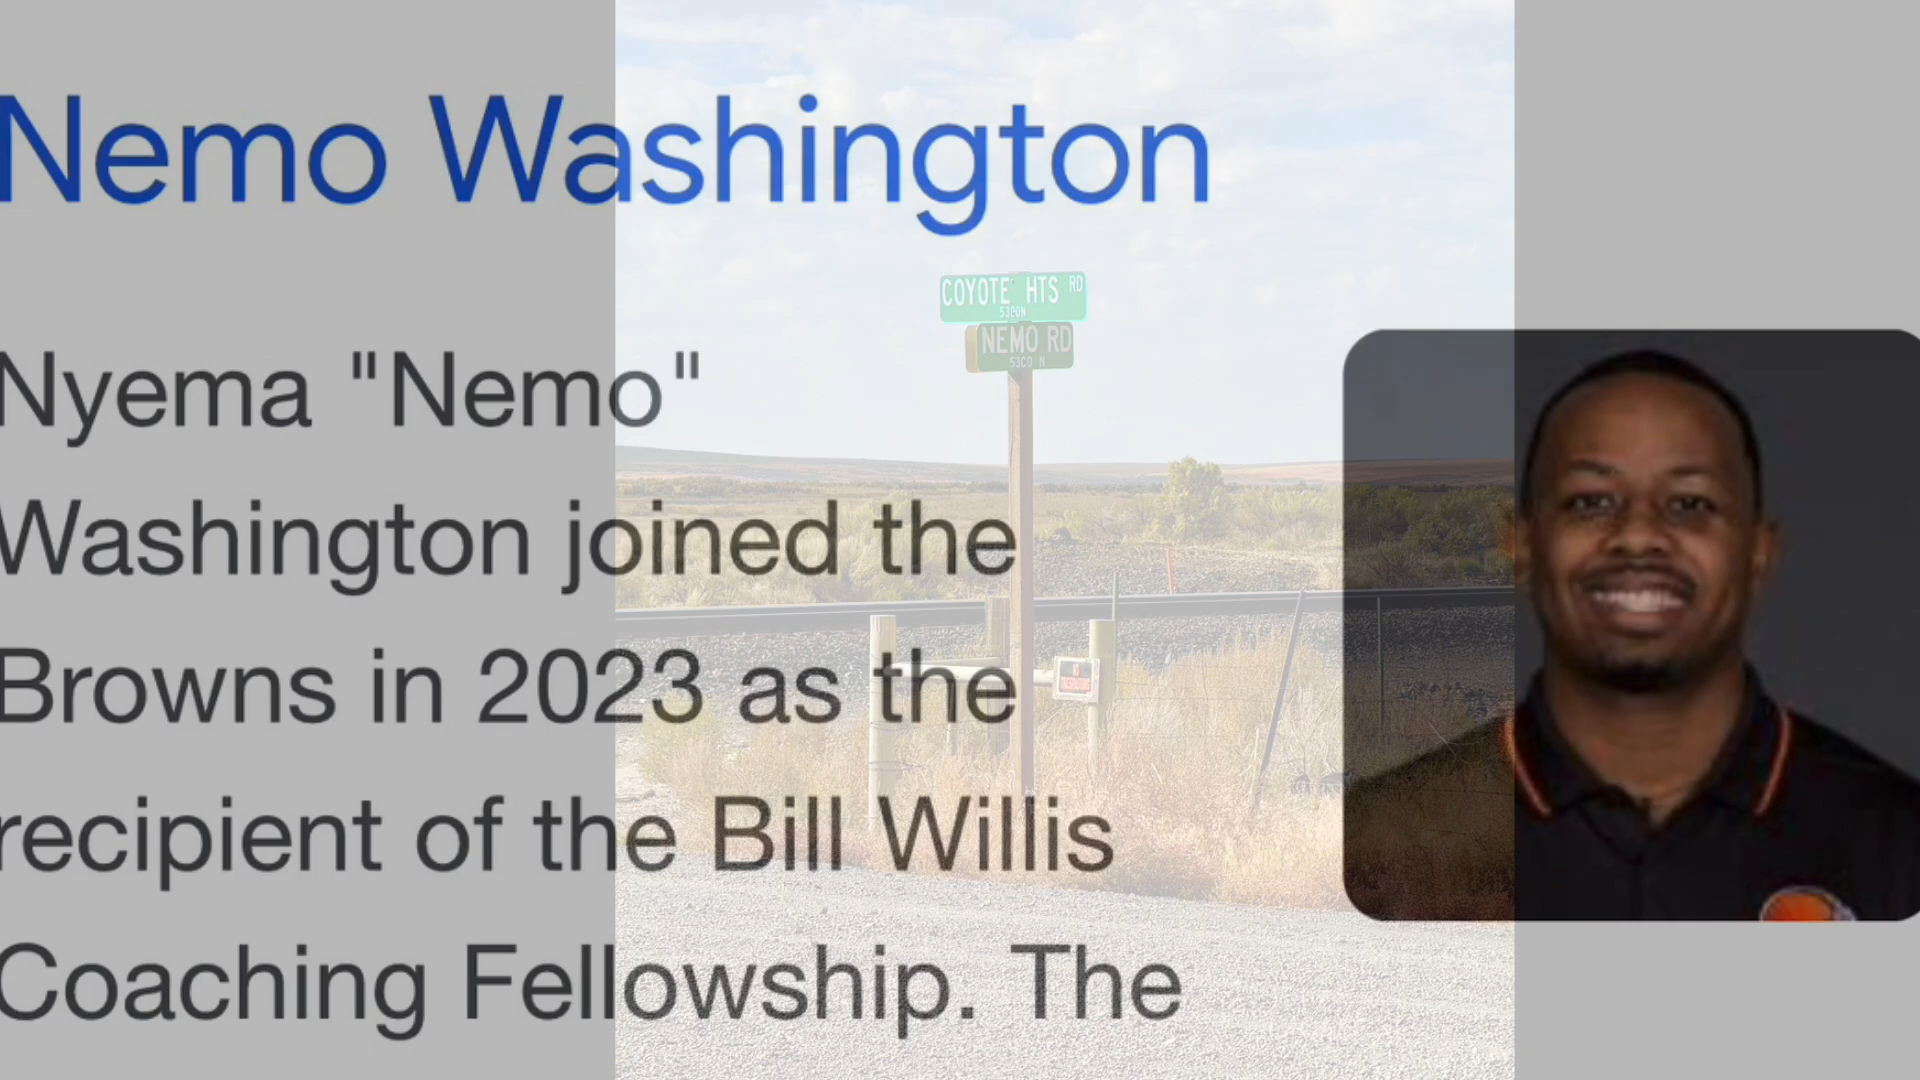 Nemo Washington
COYOTE HTS RD
NEMO RD
Nyema "Nemo"
Washington joined the
Browns in 2023 as the
recipient of the Bill Willis
Coaching Fellowship. The